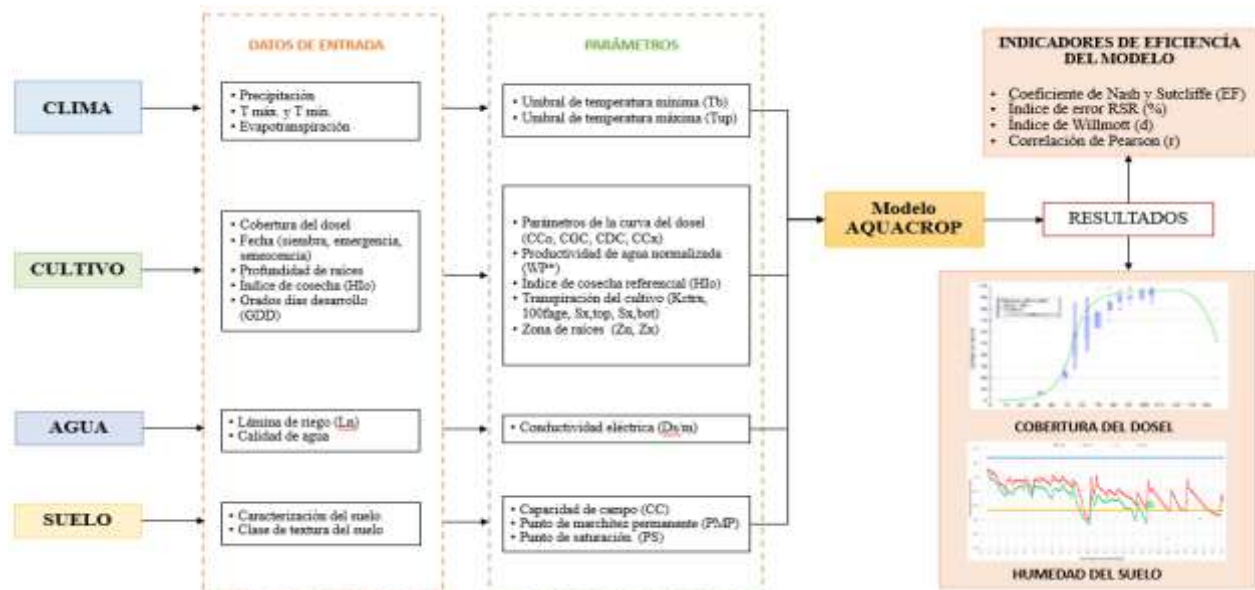 DATOS DE ENTRADA
PARÁMETROS
CLIMA
• Precipitación
• T máx. y T mín.
• Evapotranspiración
• Umbral de temperatura mínima (Tb)
• Umbral de temperatura máxima (Tup)
CULTIVO
• Cobertura del dosel
• Fecha (siembra, emergencia,
senescencia)
• Profundidad de raíces
• Indice de cosecha (HIo)
• Grados días desarrollo
(GDD)
• Parámetros de la curva del dosel
(CCo, CGC, CDC, CCx)
• Productividad de agua normalizada
(WP*)
• Índice de cosecha referencial (HIo)
• Transpiración del cultivo (Kctrx,
100fage, Sx,top, Sx,bot)
• Zona de raíces (Zn, Zx)
AGUA
• Lámina de riego (Ln)
• Calidad de agua
• Conductividad eléctrica (Ds/m)
SUELO
• Caracterización del suelo
• Clase de textura del suelo
• Capacidad de campo (CC)
• Punto de marchitez permanente (PMP)
• Punto de saturación (PS)
Modelo
AQUACROP
RESULTADOS
INDICADORES DE EFICIENCÍA
DEL MODELO
• Coeficiente de Nash y Sutcliffe (EF)
• Indice de error RSR (%)
• Índice de Willmott (d)
• Correlación de Pearson (r)
COBERTURA DEL DOSEL
HUMEDAD DEL SUELO